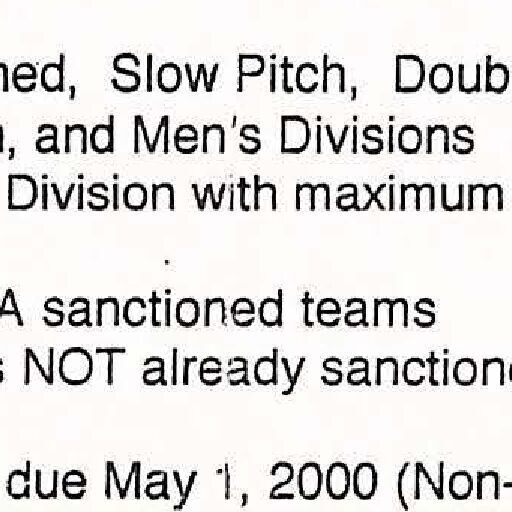 ned, Slow Pitch, Doub
, and Men's Divisions
Division with maximum
A sanctioned teams
s NOT already sanction
due May 1, 2000 (Non-